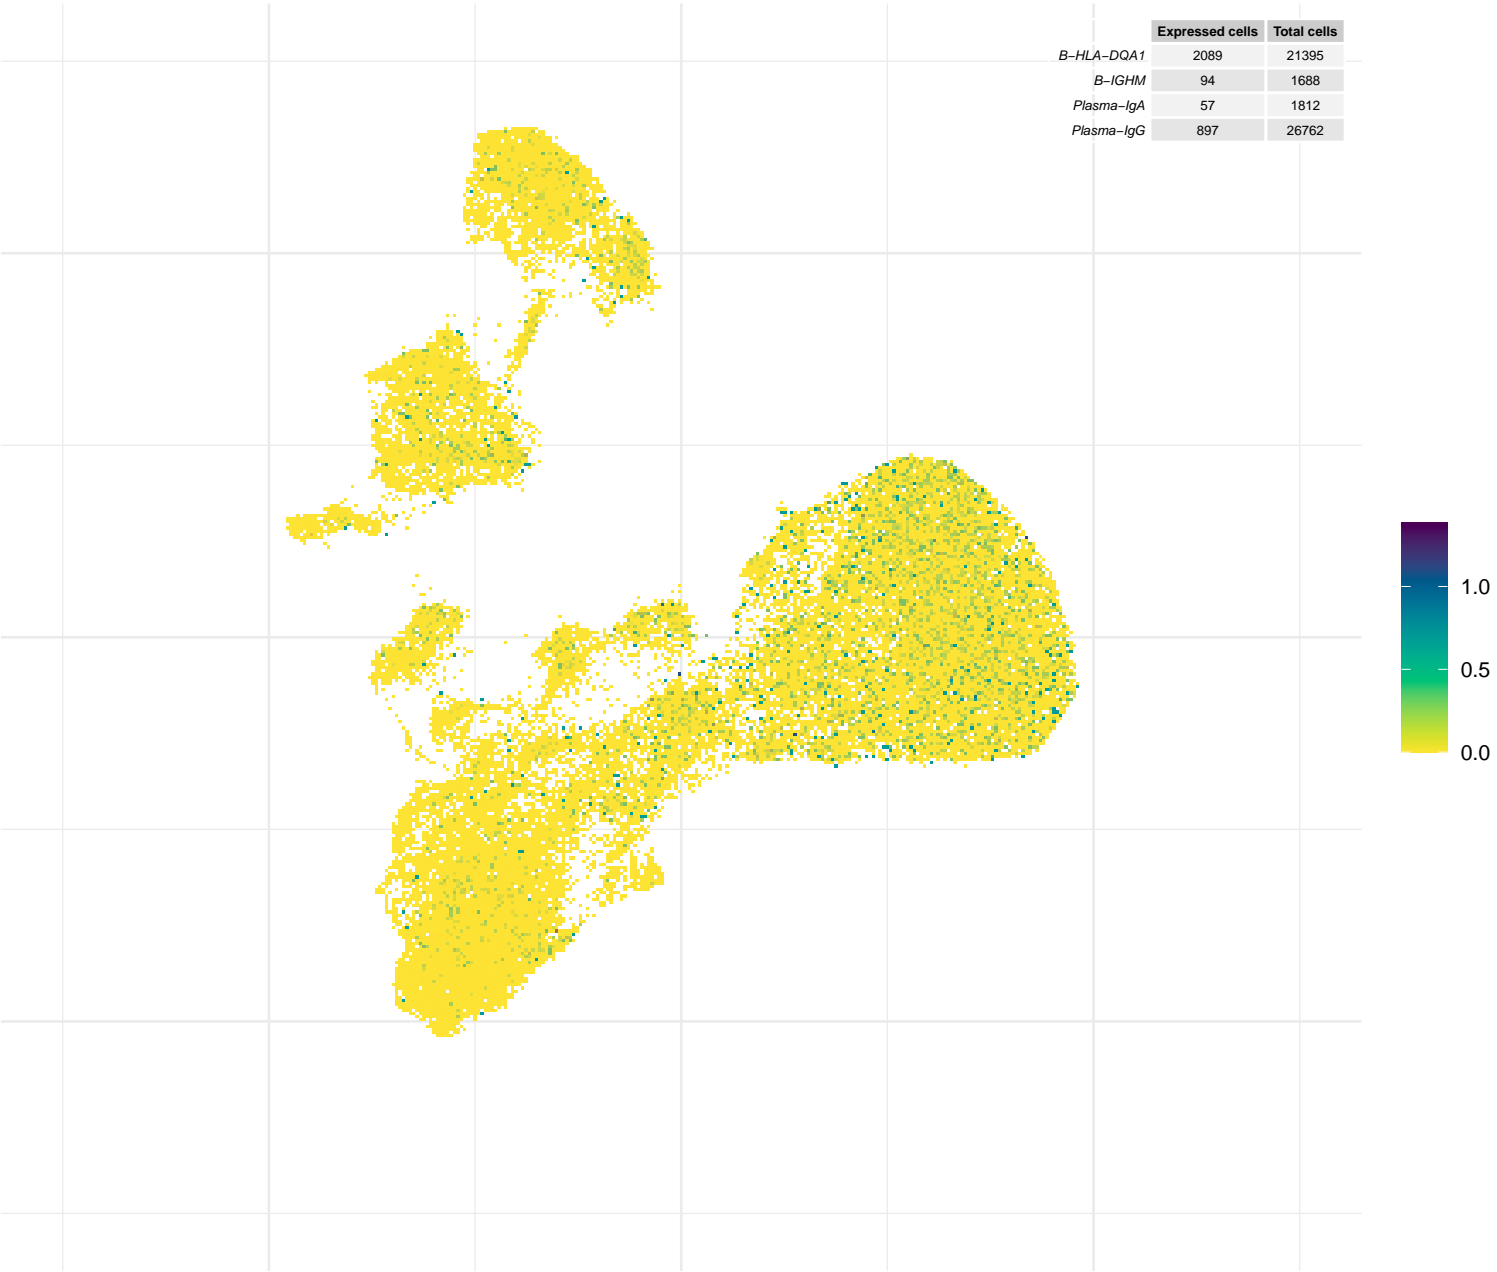 Expressed cells Total cells
B−HLA−DQA1 2089 21395
B−IGHM 94 1688
Plasma−IgA 57 1812
Plasma−IgG 897 26762
1.0
0.5
0.0